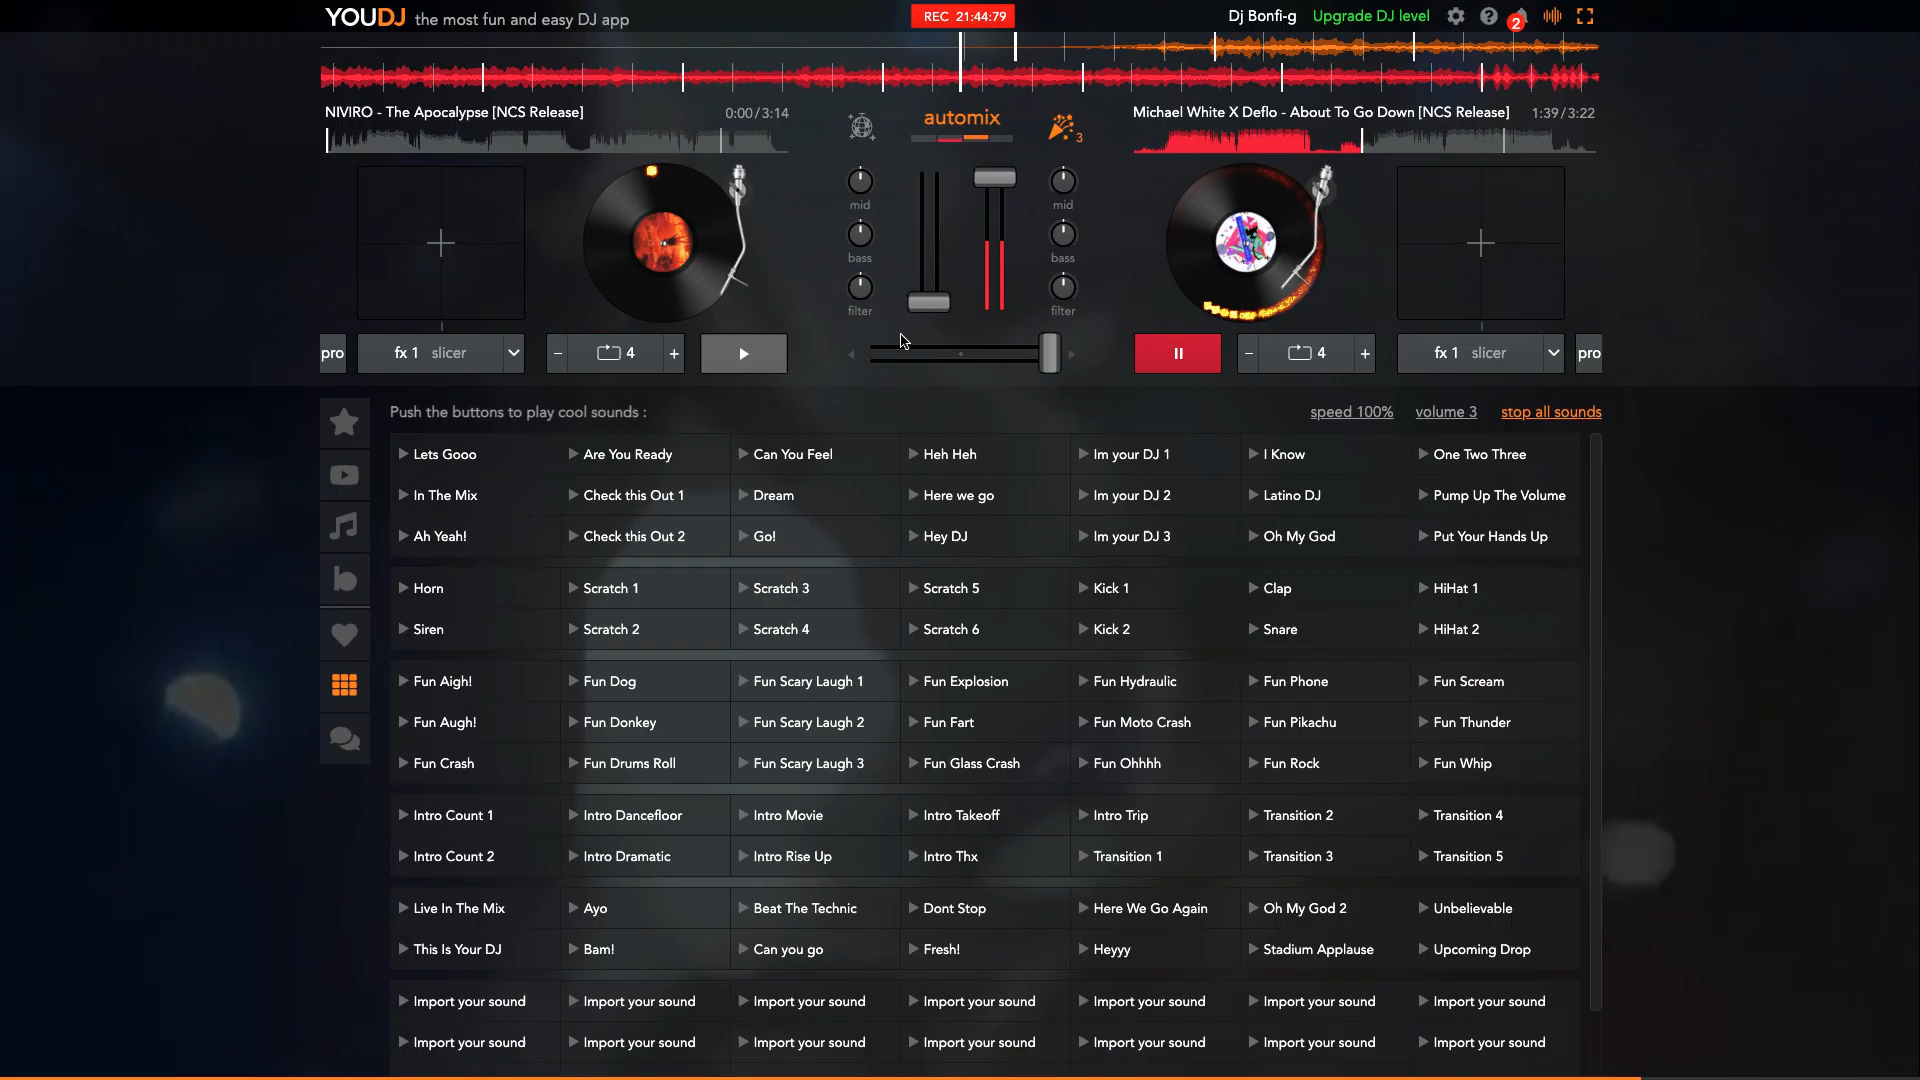 YOUDJ the most fun and easy DJ app
REC 21:44:79
Dj Bonfi-g Upgrade DJ level 2
NIVIRO - The Apocalypse [NCS Release] 0:00/3:14
automix
3
Michael White X Deflo - About To Go Down [NCS Release] 1:39/3:22
mid mid
bass bass
filter filter
pro fx 1 slicer - 4 + - 4 + fx 1 slicer pro
Push the buttons to play cool sounds : speed 100% volume 3 stop all sounds
Lets Gooo Are You Ready Can You Feel Heh Heh Im your DJ 1 I Know One Two Three
In The Mix Check this Out 1 Dream Here we go Im your DJ 2 Latino DJ Pump Up The Volume
Ah Yeah! Check this Out 2 Go! Hey DJ Im your DJ 3 Oh My God Put Your Hands Up
Horn Scratch 1 Scratch 3 Scratch 5 Kick 1 Clap HiHat 1
Siren Scratch 2 Scratch 4 Scratch 6 Kick 2 Snare HiHat 2
Fun Aigh! Fun Dog Fun Scary Laugh 1 Fun Explosion Fun Hydraulic Fun Phone Fun Scream
Fun Augh! Fun Donkey Fun Scary Laugh 2 Fun Fart Fun Moto Crash Fun Pikachu Fun Thunder
Fun Crash Fun Drums Roll Fun Scary Laugh 3 Fun Glass Crash Fun Ohhhh Fun Rock Fun Whip
Intro Count 1 Intro Dancefloor Intro Movie Intro Takeoff Intro Trip Transition 2 Transition 4
Intro Count 2 Intro Dramatic Intro Rise Up Intro Thx Transition 1 Transition 3 Transition 5
Live In The Mix Ayo Beat The Technic Dont Stop Here We Go Again Oh My God 2 Unbelievable
This Is Your DJ Bam! Can you go Fresh! Heyyy Stadium Applause Upcoming Drop
Import your sound Import your sound Import your sound Import your sound Import your sound Import your sound Import your sound
Import your sound Import your sound Import your sound Import your sound Import your sound Import your sound Import your sound